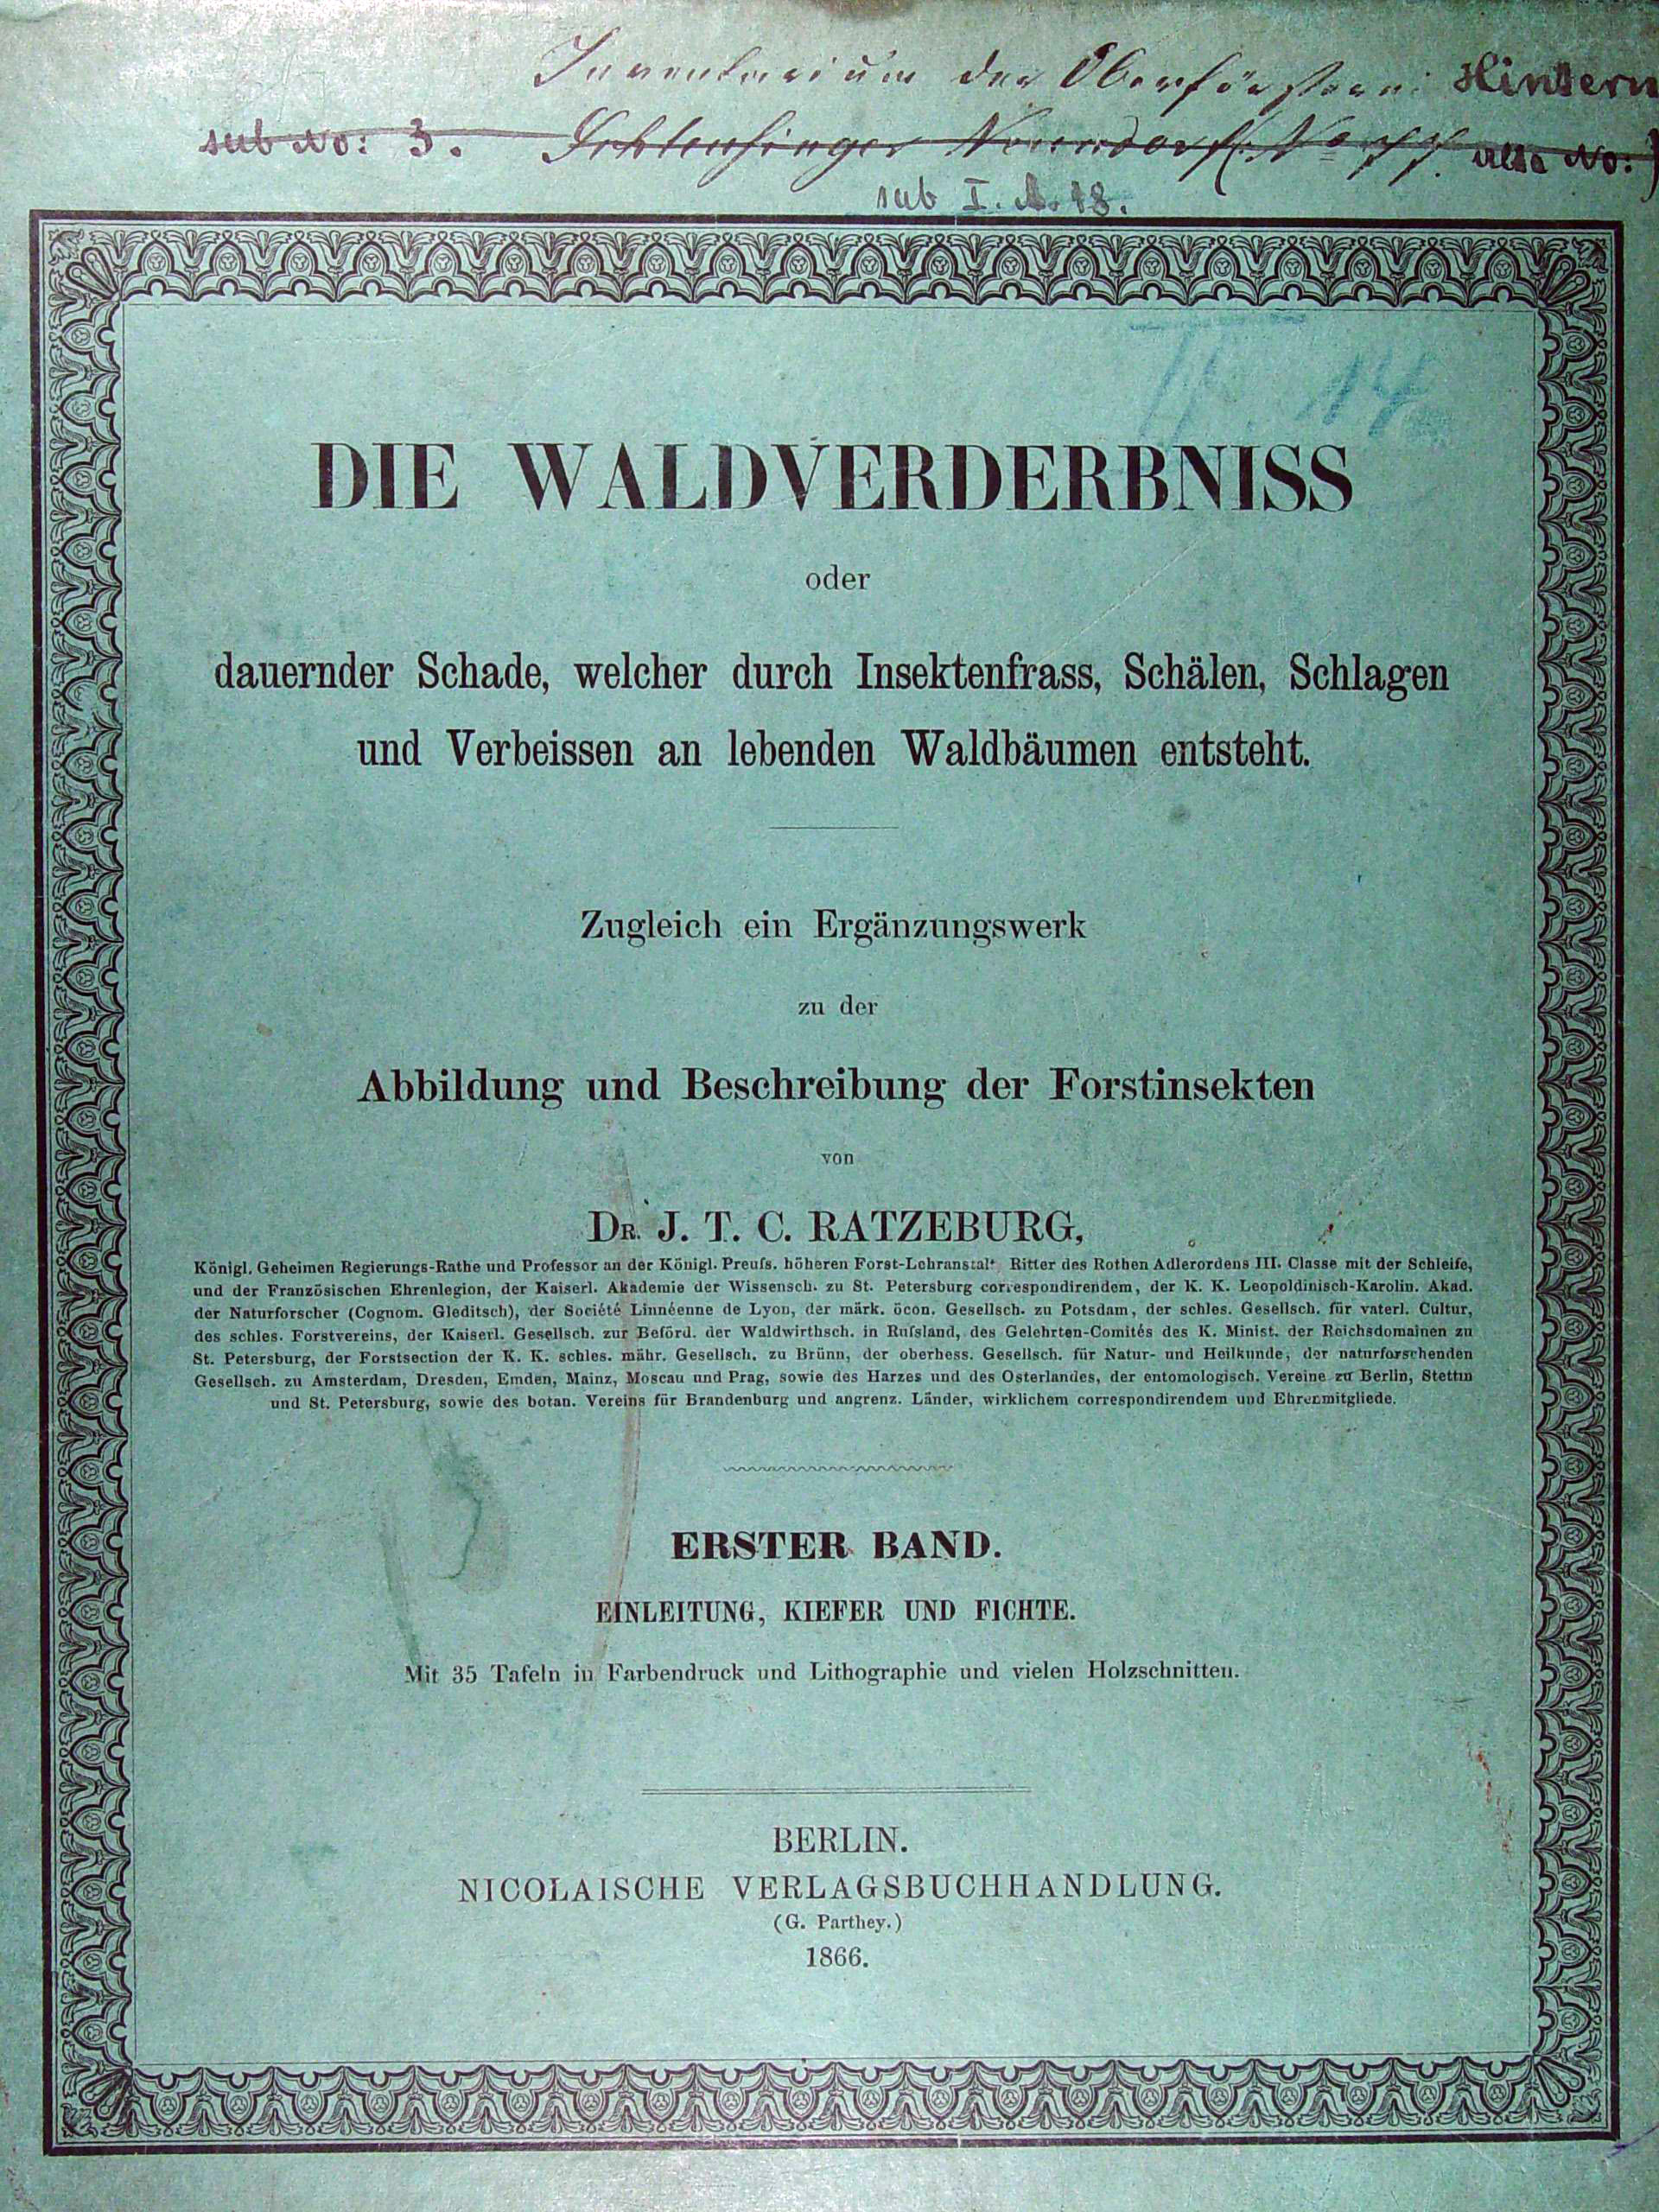 Inventarium der Oberförsterei Hintern
sub No: 3. Schleusinger Neuendorf No alte No:
sub I. No 18.
14
DIE WALDVERDERBNISS
oder
dauernder Schade, welcher durch Insektenfrass, Schälen, Schlagen
und Verbeissen an lebenden Waldbäumen entsteht.
Zugleich ein Ergänzungswerk
zu der
Abbildung und Beschreibung der Forstinsekten
von
DR. J. T. C. RATZEBURG,
Königl. Geheimen Regierungs-Rathe und Professor an der Königl. Preufs. höheren Forst-Lehranstalt, Ritter des Rothen Adlerordens III. Classe mit der Schleife,
und der Französischen Ehrenlegion, der Kaiserl. Akademie der Wissensch. zu St. Petersburg correspondirendem, der K. K. Leopoldinisch-Karolin. Akad.
der Naturforscher (Cognom. Gleditsch), der Société Linnéenne de Lyon, der märk. öcon. Gesellsch. zu Potsdam, der schles. Gesellsch. für vaterl. Cultur,
des schles. Forstvereins, der Kaiserl. Gesellsch. zur Beförd. der Waldwirthsch. in Rufsland, des Gelehrten-Comités des K. Minist. der Reichsdomainen zu
St. Petersburg, der Forstsection der K. K. schles. mähr. Gesellsch. zu Brünn, der oberhess. Gesellsch. für Natur- und Heilkunde, der naturforschenden
Gesellsch. zu Amsterdam, Dresden, Emden, Mainz, Moscau und Prag, sowie des Harzes und des Osterlandes, der entomologisch. Vereine zu Berlin, Stettin
und St. Petersburg, sowie des botan. Vereins für Brandenburg und angrenz. Länder, wirklichem correspondirendem und Ehrenmitgliede.
ERSTER BAND.
EINLEITUNG, KIEFER UND FICHTE.
Mit 35 Tafeln in Farbendruck und Lithographie und vielen Holzschnitten.
BERLIN.
NICOLAISCHE VERLAGSBUCHHANDLUNG.
(G. Parthey.)
1866.